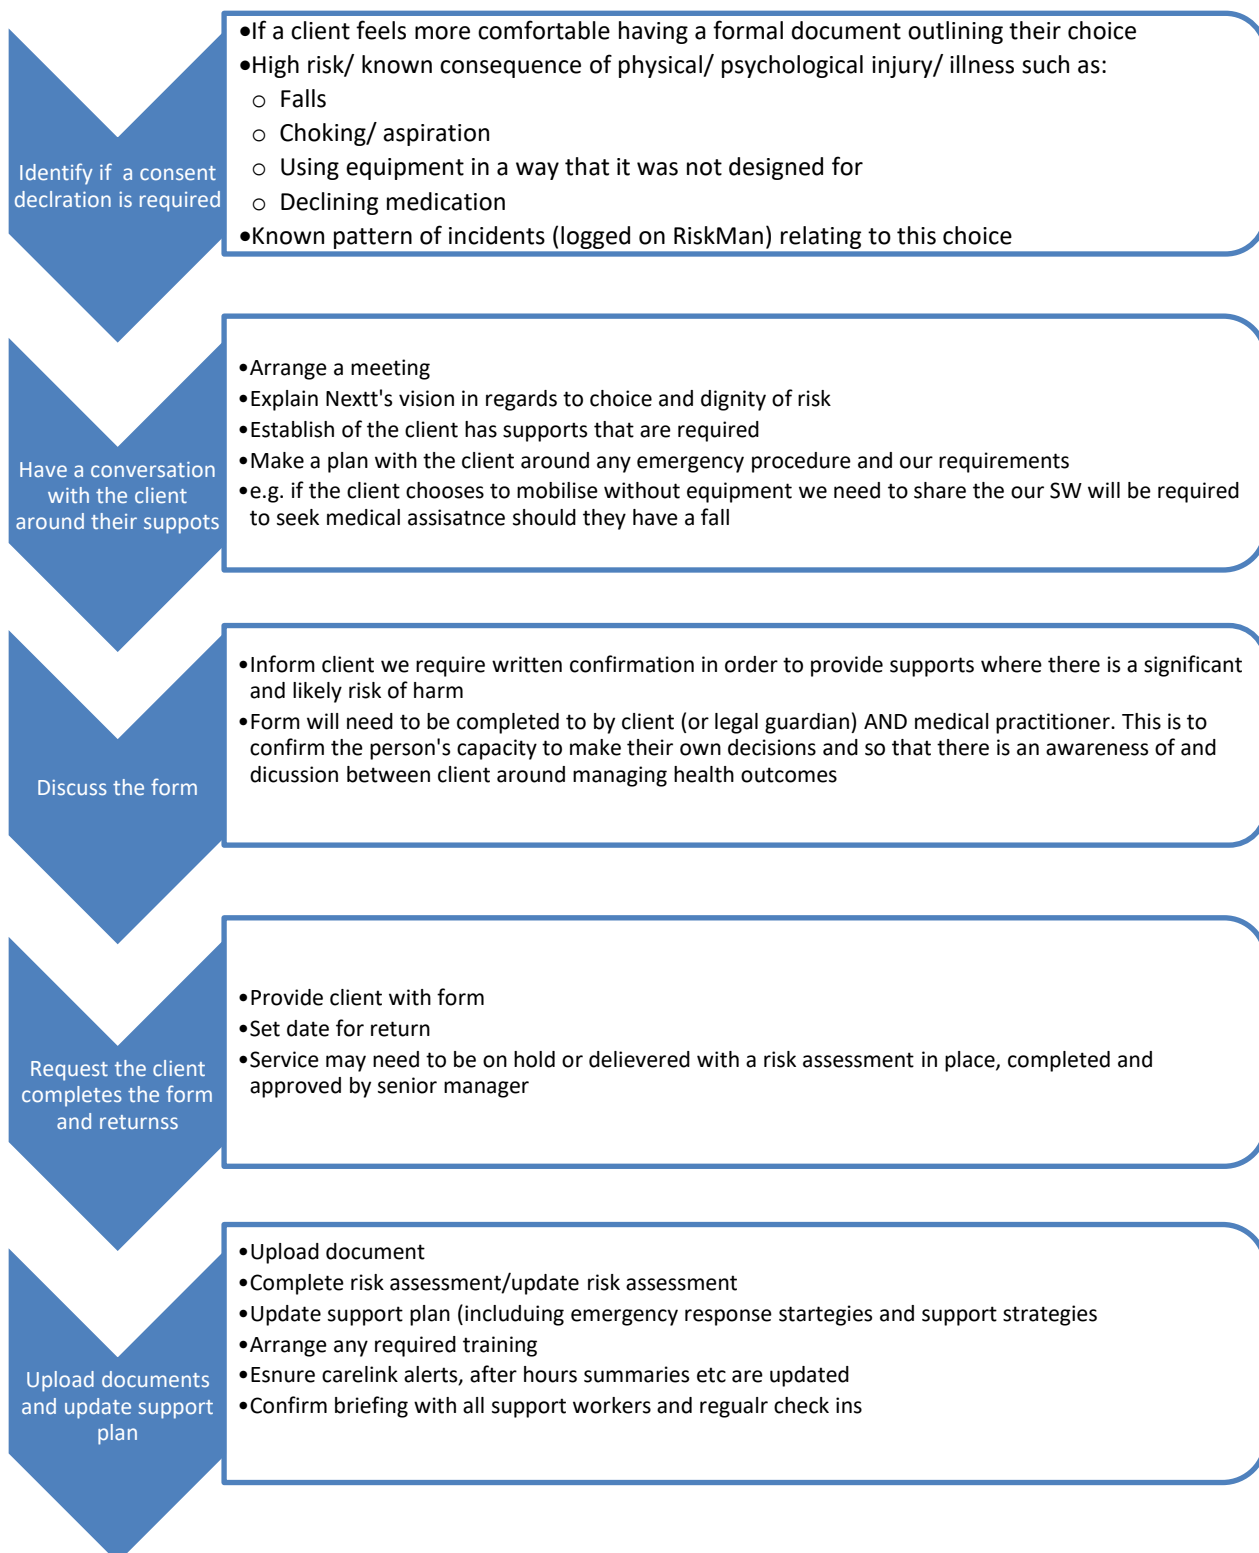 •If a client feels more comfortable having a formal document outlining their choice
•High risk/ known consequence of physical/ psychological injury/ illness such as:
o Falls
o Choking/ aspiration
o Using equipment in a way that it was not designed for
o Declining medication
•Known pattern of incidents (logged on RiskMan) relating to this choice
Identify if a consent
declration is required
•Arrange a meeting
•Explain Nextt's vision in regards to choice and dignity of risk
•Establish of the client has supports that are required
•Make a plan with the client around any emergency procedure and our requirements
•e.g. if the client chooses to mobilise without equipment we need to share the our SW will be required
to seek medical assisatnce should they have a fall
Have a conversation
with the client
around their suppots
•Inform client we require written confirmation in order to provide supports where there is a significant
and likely risk of harm
•Form will need to be completed to by client (or legal guardian) AND medical practitioner. This is to
confirm the person's capacity to make their own decisions and so that there is an awareness of and
dicussion between client around managing health outcomes
Discuss the form
•Provide client with form
•Set date for return
•Service may need to be on hold or delievered with a risk assessment in place, completed and
approved by senior manager
Request the client
completes the form
and returnss
•Upload document
•Complete risk assessment/update risk assessment
•Update support plan (includuing emergency response startegies and support strategies
•Arrange any required training
•Esnure carelink alerts, after hours summaries etc are updated
•Confirm briefing with all support workers and regualr check ins
Upload documents
and update support
plan